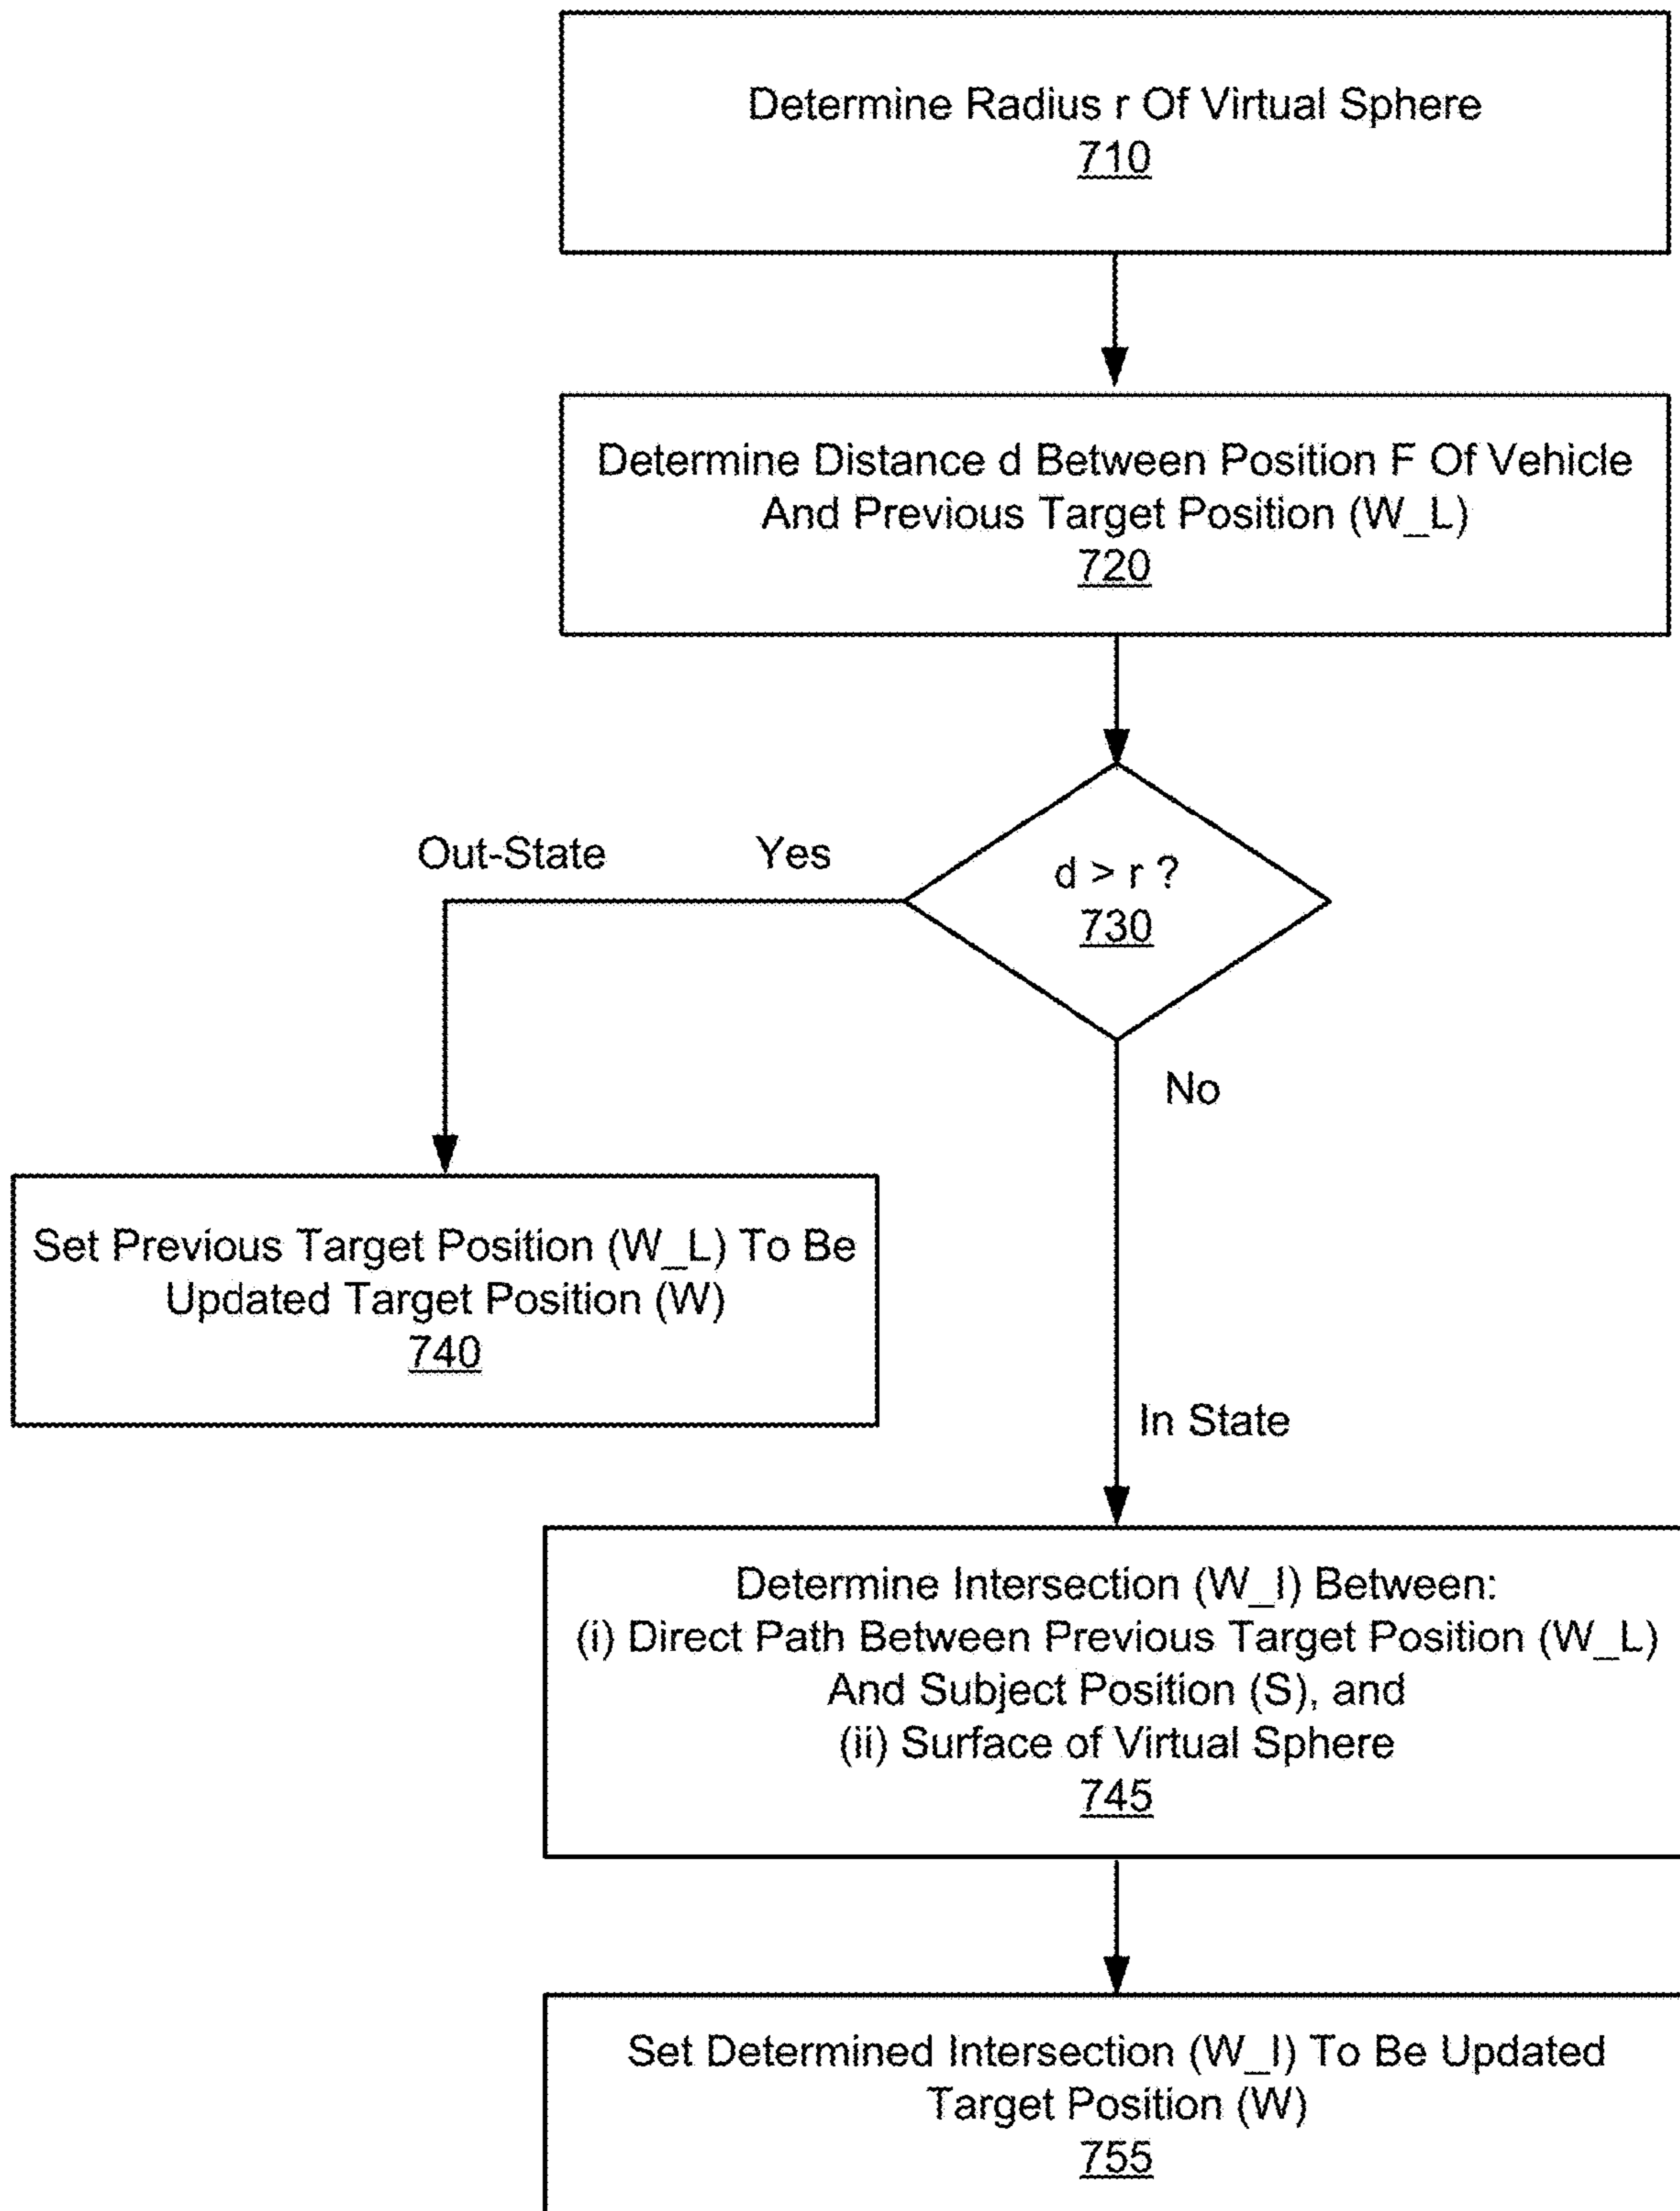 Determine Radius r Of Virtual Sphere
710
Determine Distance d Between Position F Of Vehicle
And Previous Target Position (W_L)
720
Out-State
Yes
d > r ?
730
No
Set Previous Target Position (W_L) To Be
Updated Target Position (W)
740
In State
Determine Intersection (W_I) Between:
(i) Direct Path Between Previous Target Position (W_L)
And Subject Position (S), and
(ii) Surface of Virtual Sphere
745
Set Determined Intersection (W_I) To Be Updated
Target Position (W)
755